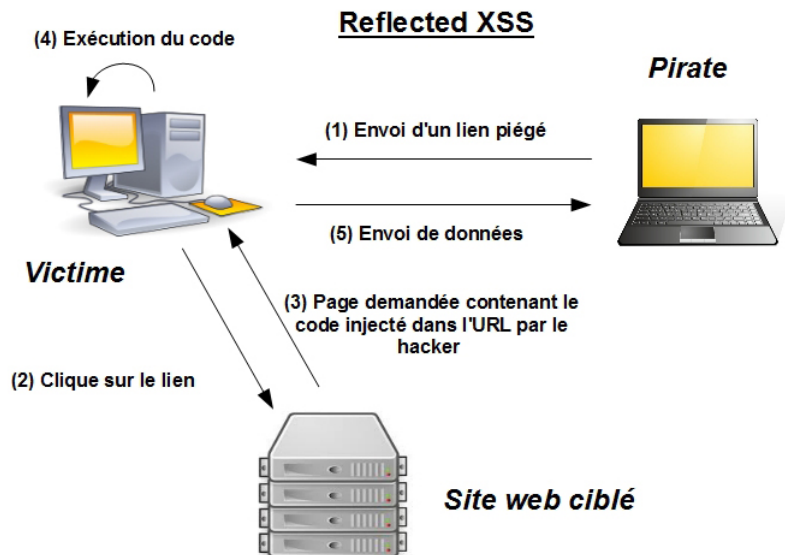 Reflected XSS
(4) Exécution du code
Pirate
(1) Envoi d'un lien piégé
(5) Envoi de données
Victime
(3) Page demandée contenant le
code injecté dans l'URL par le
hacker
(2) Clique sur le lien
Site web ciblé